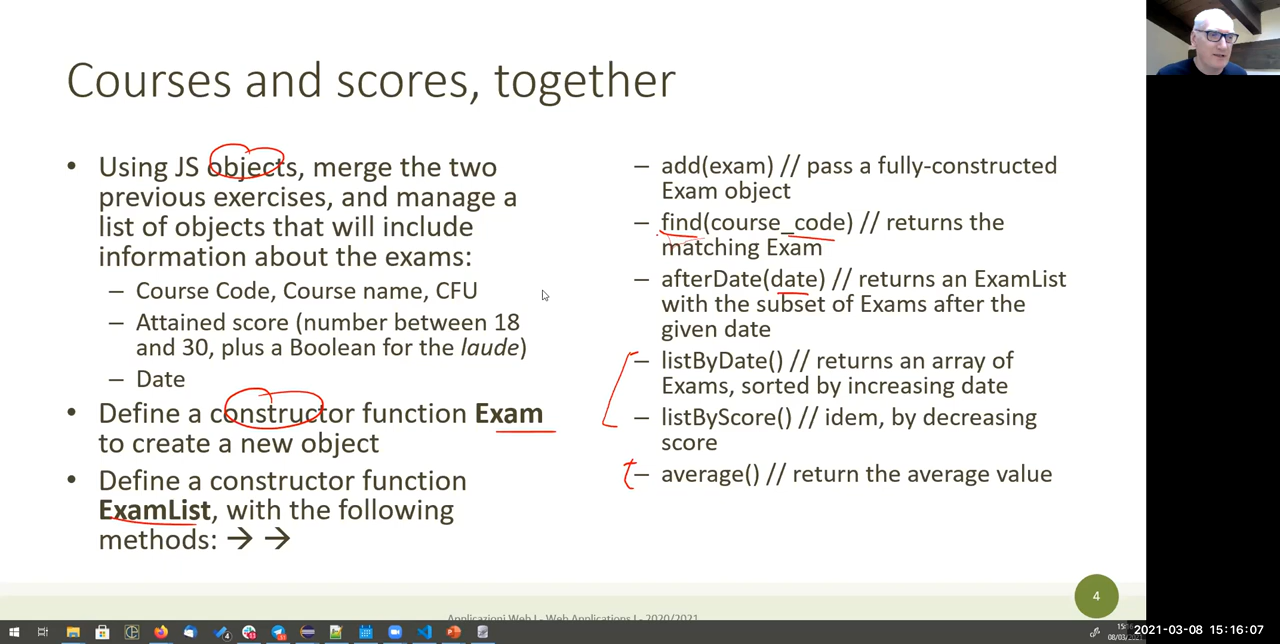 Courses and scores, together
• Using JS objects, merge the two
previous exercises, and manage a
list of objects that will include
information about the exams:
– Course Code, Course name, CFU
– Attained score (number between 18
and 30, plus a Boolean for the laude)
– Date
• Define a constructor function Exam
to create a new object
• Define a constructor function
ExamList, with the following
methods: → →
– add(exam) // pass a fully-constructed
Exam object
– find(course_code) // returns the
matching Exam
– afterDate(date) // returns an ExamList
with the subset of Exams after the
given date
– listByDate() // returns an array of
Exams, sorted by increasing date
– listByScore() // idem, by decreasing
score
– average() // return the average value
Applicazioni Web I - Web Applications I - 2020/2021
4
2021-03-08 15:16:07